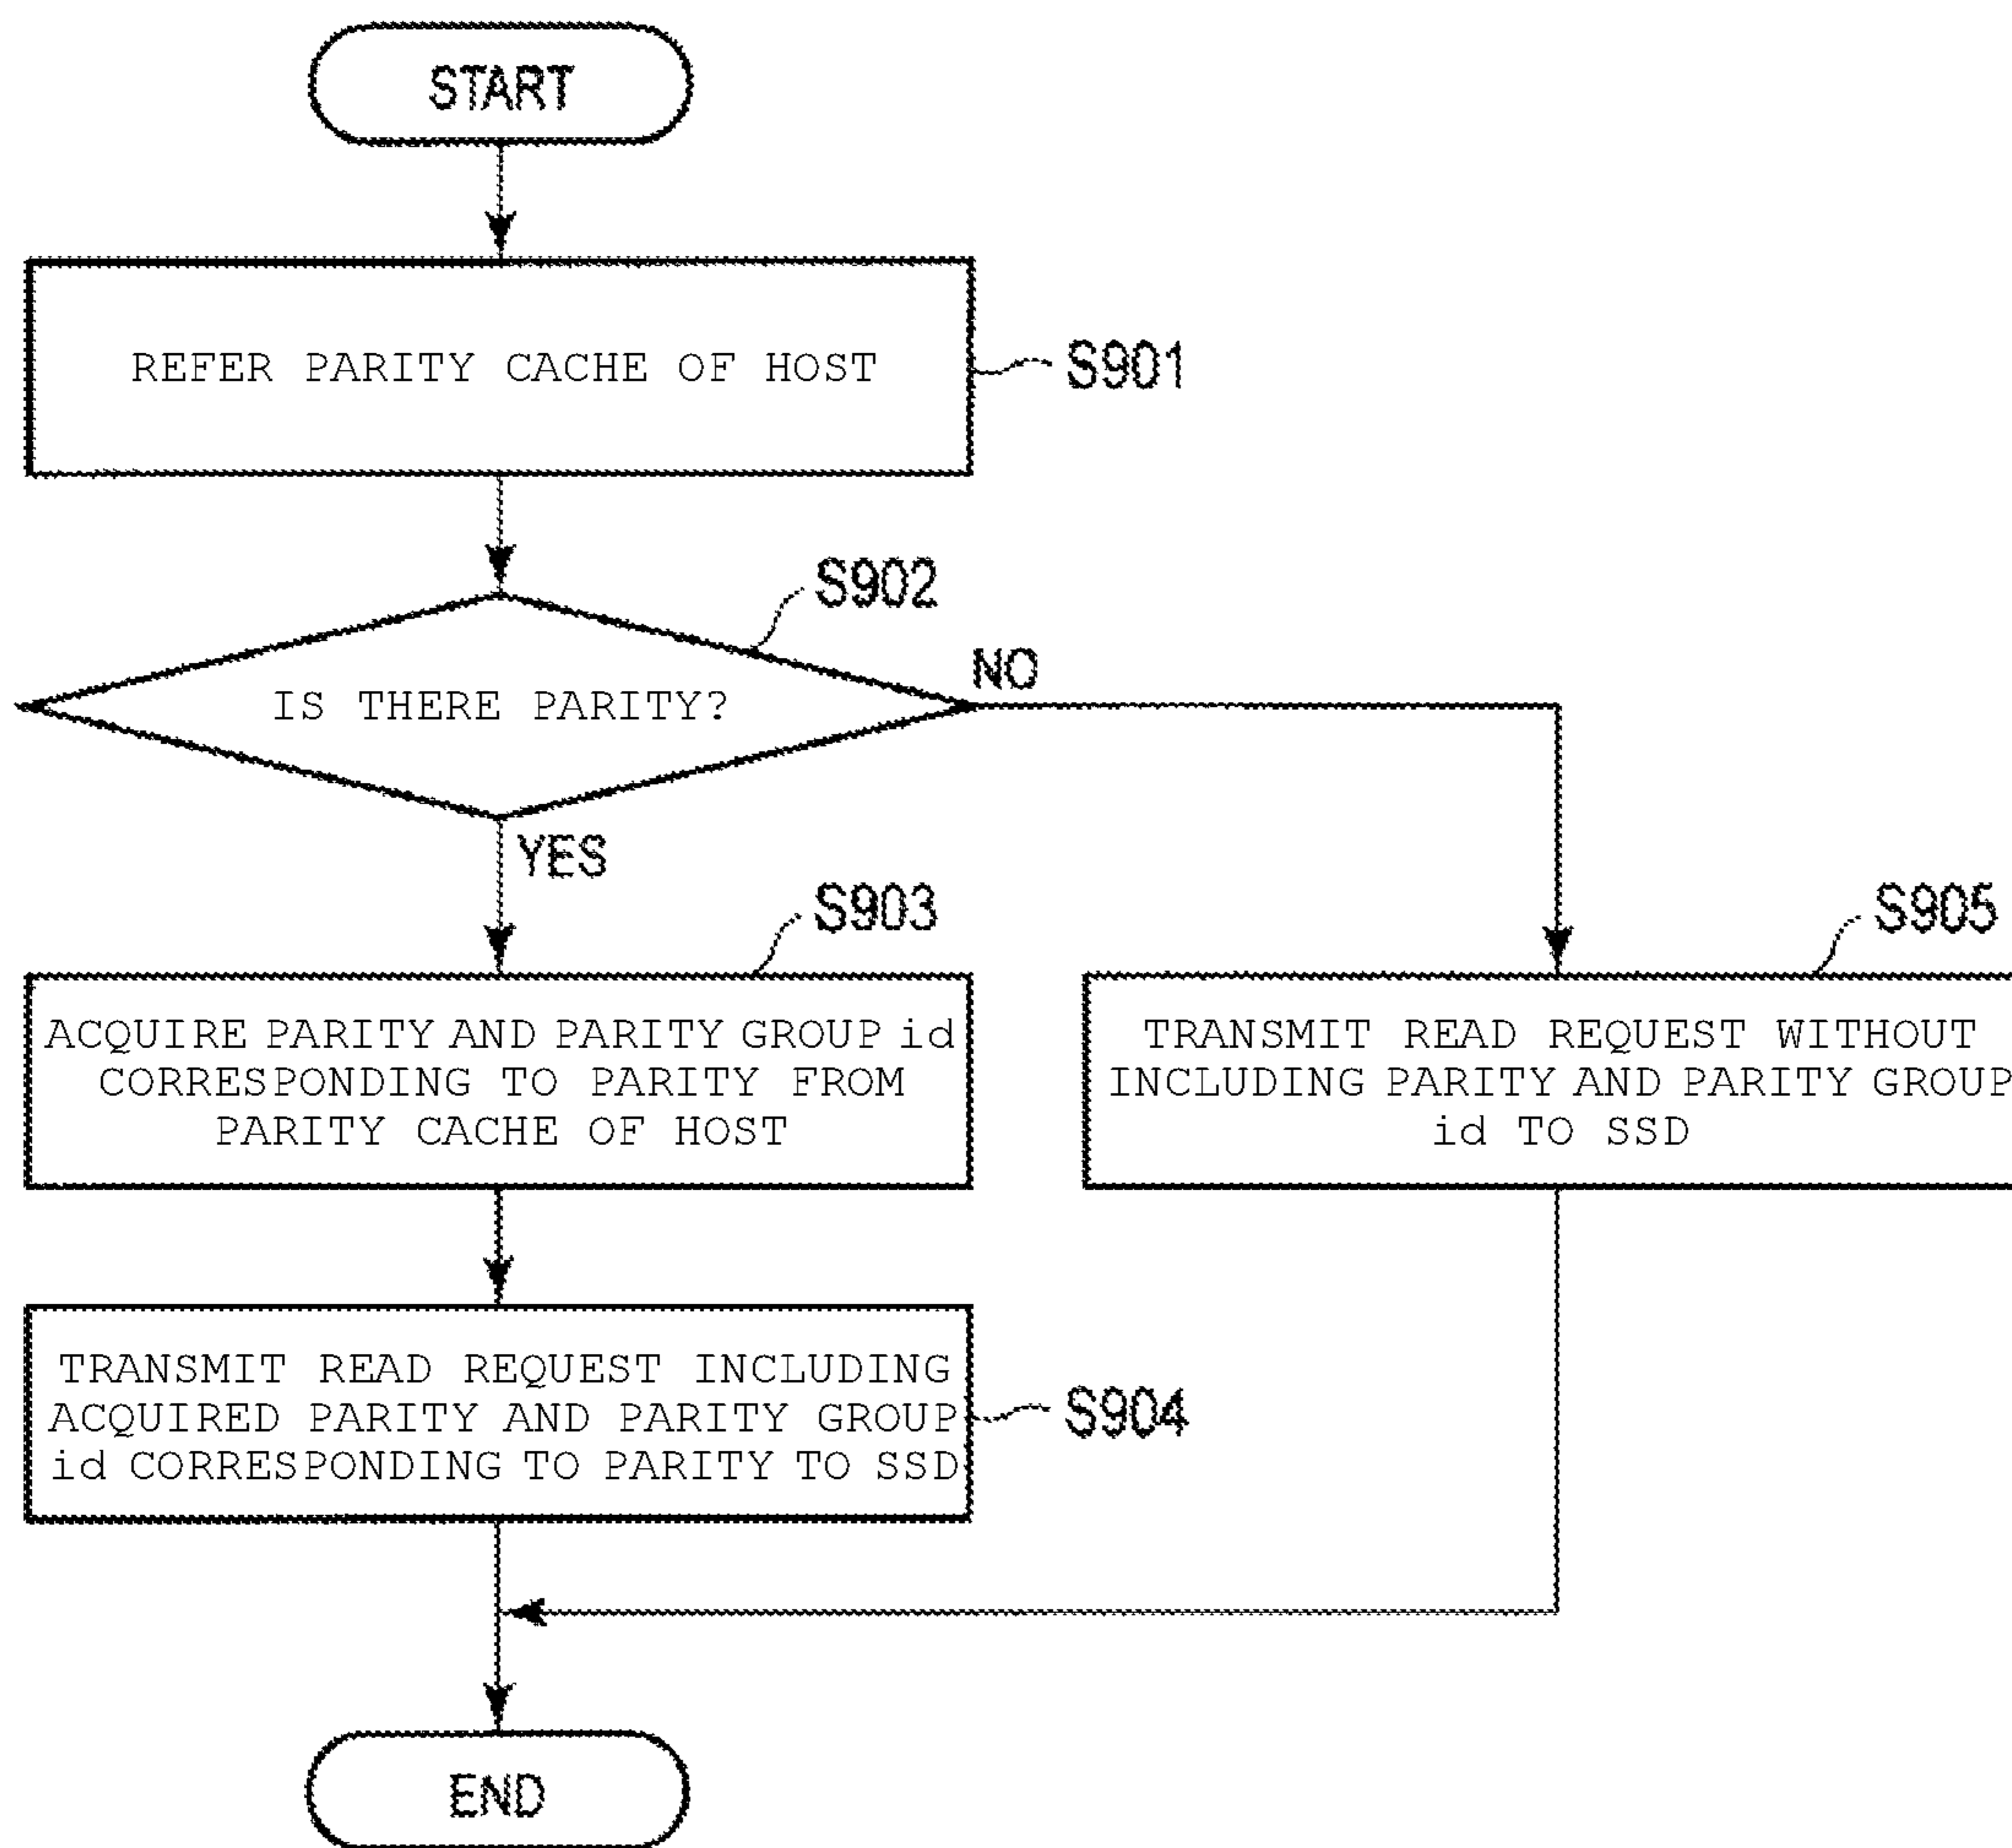 START
REFER PARITY CACHE OF HOST
S901
S902
IS THERE PARITY?
NO
YES
S903
ACQUIRE PARITY AND PARITY GROUP id
CORRESPONDING TO PARITY FROM
PARITY CACHE OF HOST
S905
TRANSMIT READ REQUEST WITHOUT
INCLUDING PARITY AND PARITY GROUP
id TO SSD
TRANSMIT READ REQUEST INCLUDING
ACQUIRED PARITY AND PARITY GROUP
id CORRESPONDING TO PARITY TO SSD
S904
END